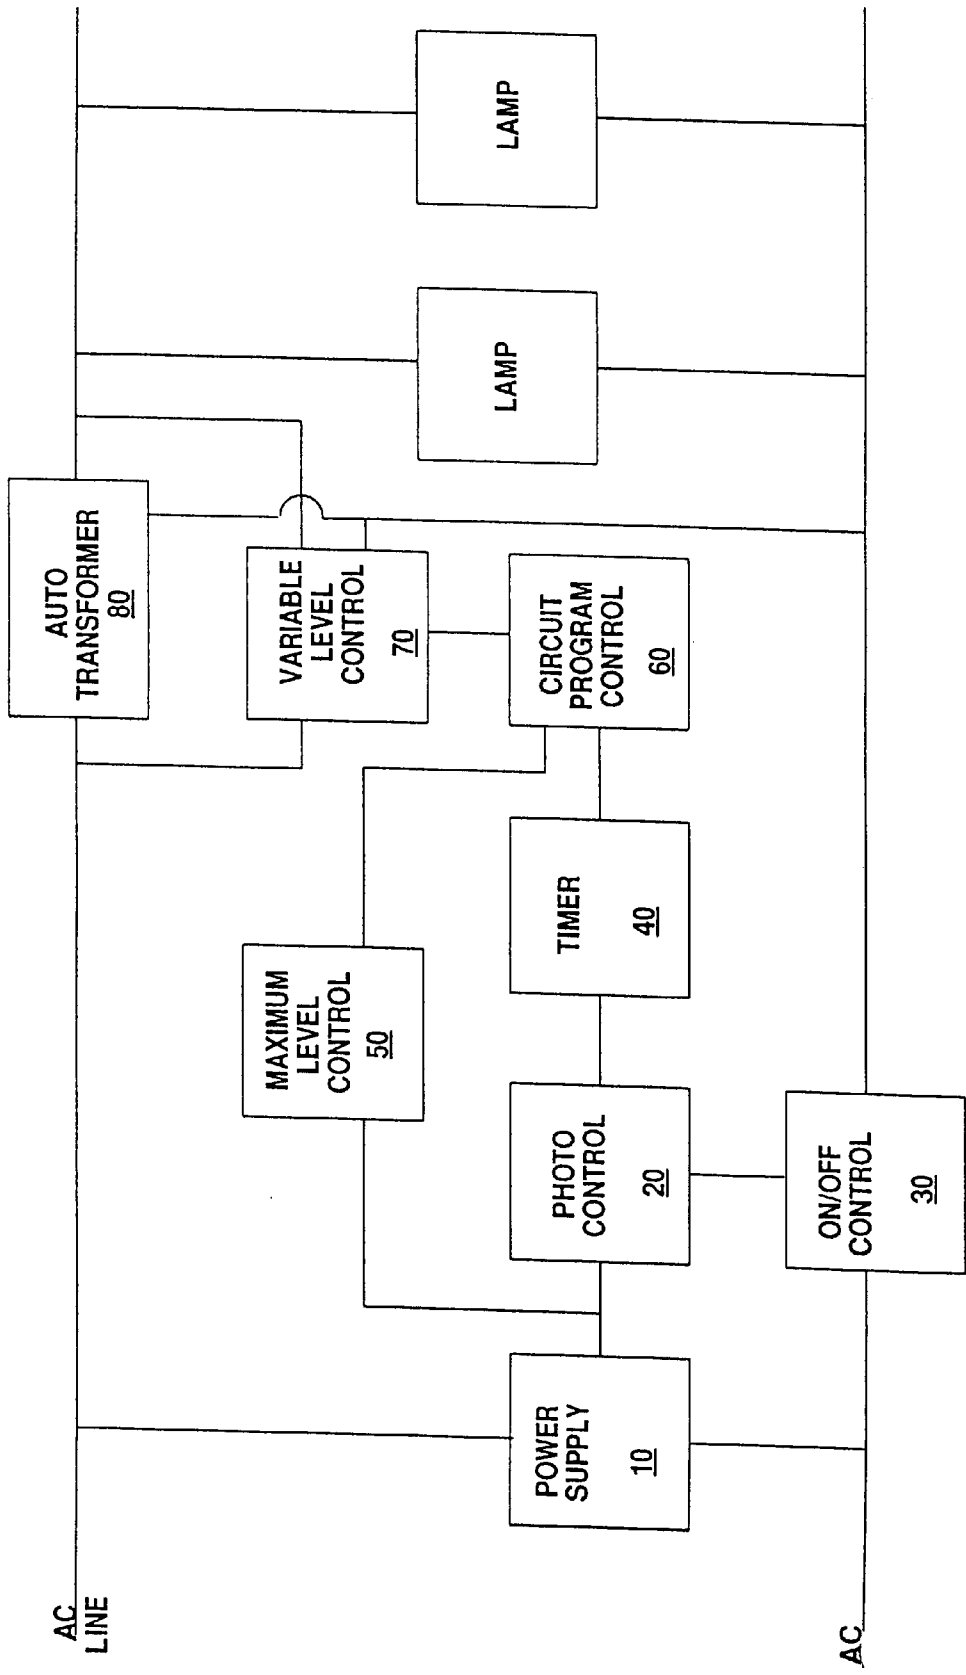 AC
LINE
AUTO
TRANSFORMER
80
LAMP
LAMP
MAXIMUM
LEVEL
CONTROL
50
VARIABLE
LEVEL
CONTROL
70
POWER
SUPPLY
10
PHOTO
CONTROL
20
TIMER
40
CIRCUIT
PROGRAM
CONTROL
60
ON/OFF
CONTROL
30
AC